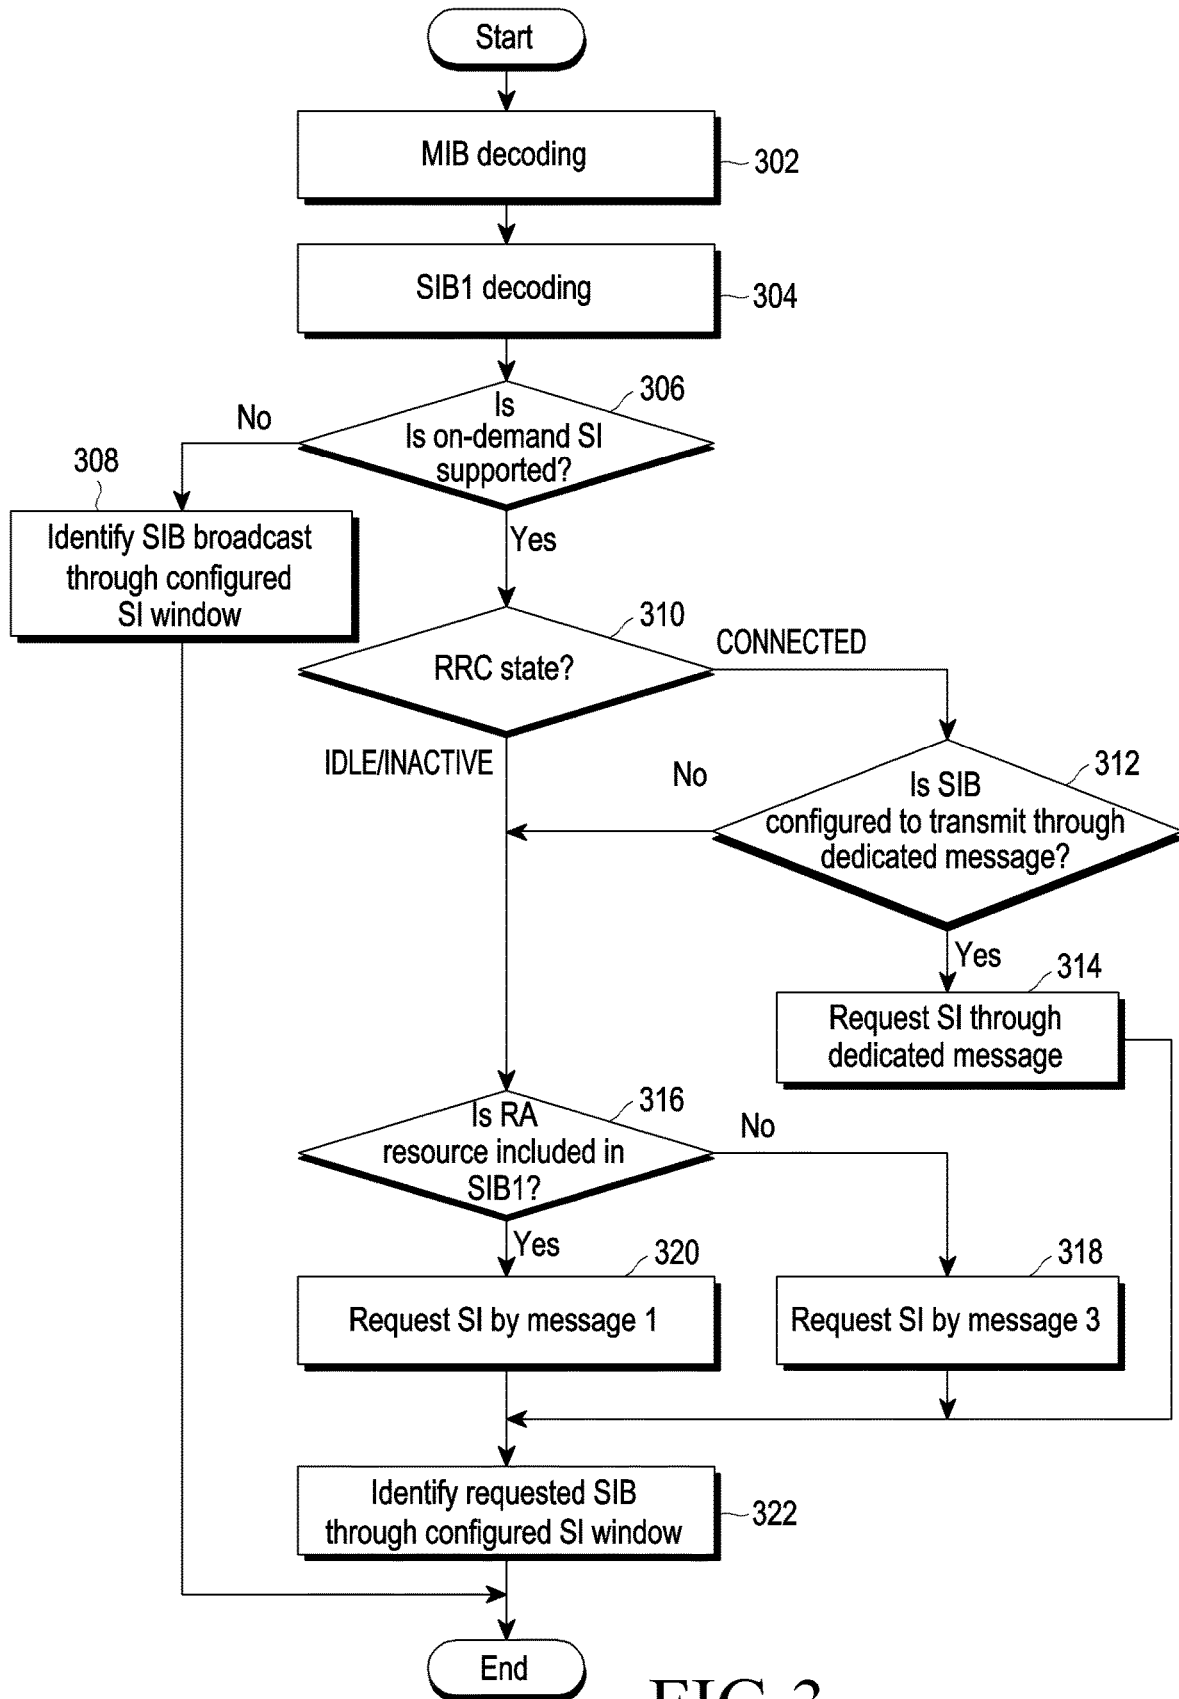 Start
MIB decoding
302
SIB1 decoding
304
306
Is
Is on-demand SI
supported?
No
308
Identify SIB broadcast
through configured
SI window
Yes
310
RRC state?
CONNECTED
IDLE/INACTIVE
No
312
Is SIB
configured to transmit through
dedicated message?
Yes
314
Request SI through
dedicated message
316
Is RA
resource included in
SIB1?
No
Yes
320
Request SI by message 1
318
Request SI by message 3
Identify requested SIB
through configured SI window
322
End
FIG.3